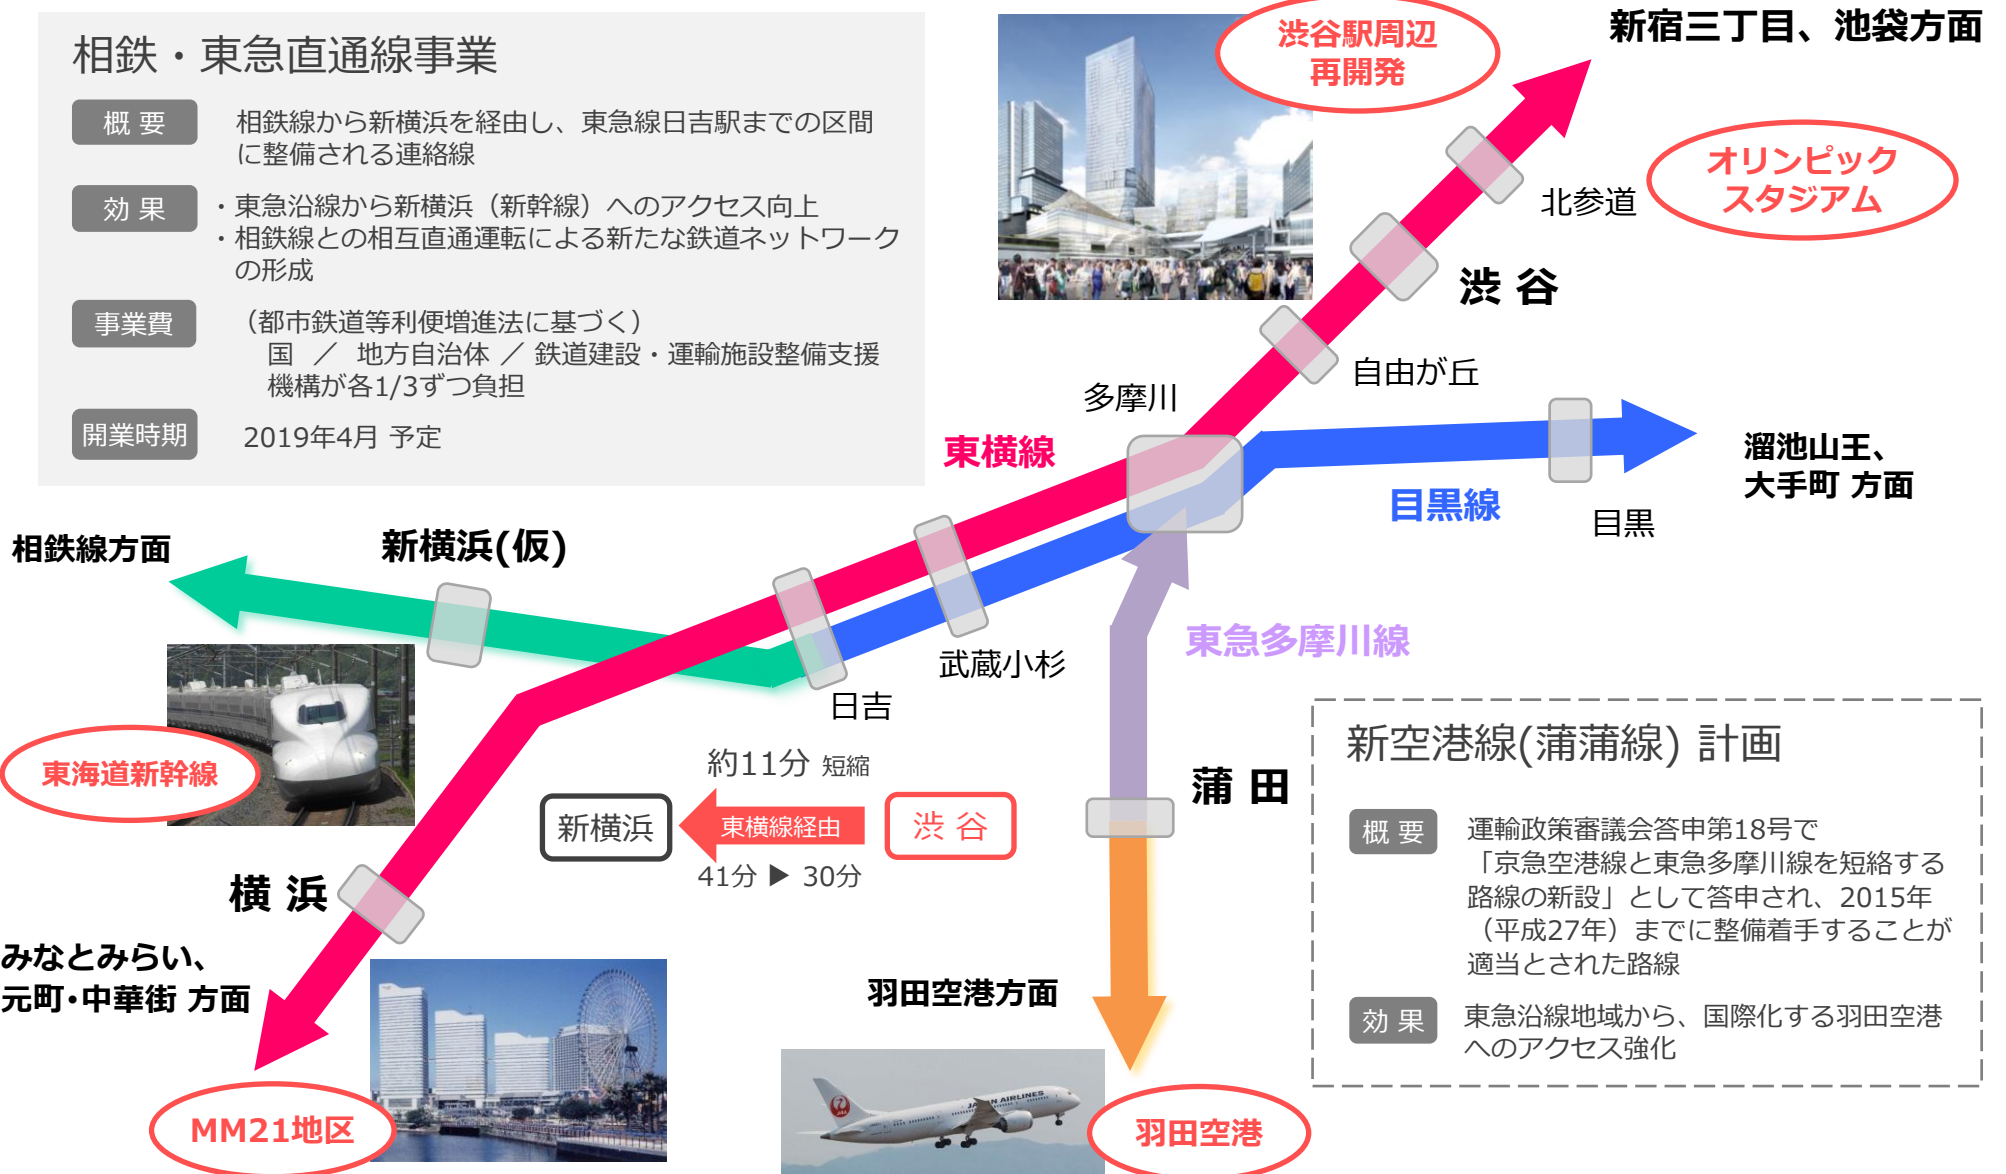 相鉄・東急直通線事業
概 要
相鉄線から新横浜を経由し、東急線日吉駅までの区間
に整備される連絡線
効 果
・東急沿線から新横浜（新幹線）へのアクセス向上
・相鉄線との相互直通運転による新たな鉄道ネットワーク
の形成
事業費
（都市鉄道等利便増進法に基づく）
国 ／ 地方自治体 ／ 鉄道建設・運輸施設整備支援
機構が各1/3ずつ負担
開業時期
2019年4月 予定
渋谷駅周辺
再開発
新宿三丁目、池袋方面
オリンピック
スタジアム
北参道
渋 谷
自由が丘
多摩川
東横線
目黒線
溜池山王、
大手町 方面
目黒
相鉄線方面
新横浜(仮)
武蔵小杉
日吉
東急多摩川線
東海道新幹線
約11分 短縮
新横浜
東横線経由
渋 谷
41分 ▶ 30分
蒲 田
横 浜
みなとみらい、
元町・中華街 方面
羽田空港方面
MM21地区
JAPAN AIRLINES
羽田空港
新空港線(蒲蒲線) 計画
概 要
運輸政策審議会答申第18号で
「京急空港線と東急多摩川線を短絡する
路線の新設」として答申され、2015年
（平成27年）までに整備着手することが
適当とされた路線
効 果
東急沿線地域から、国際化する羽田空港
へのアクセス強化